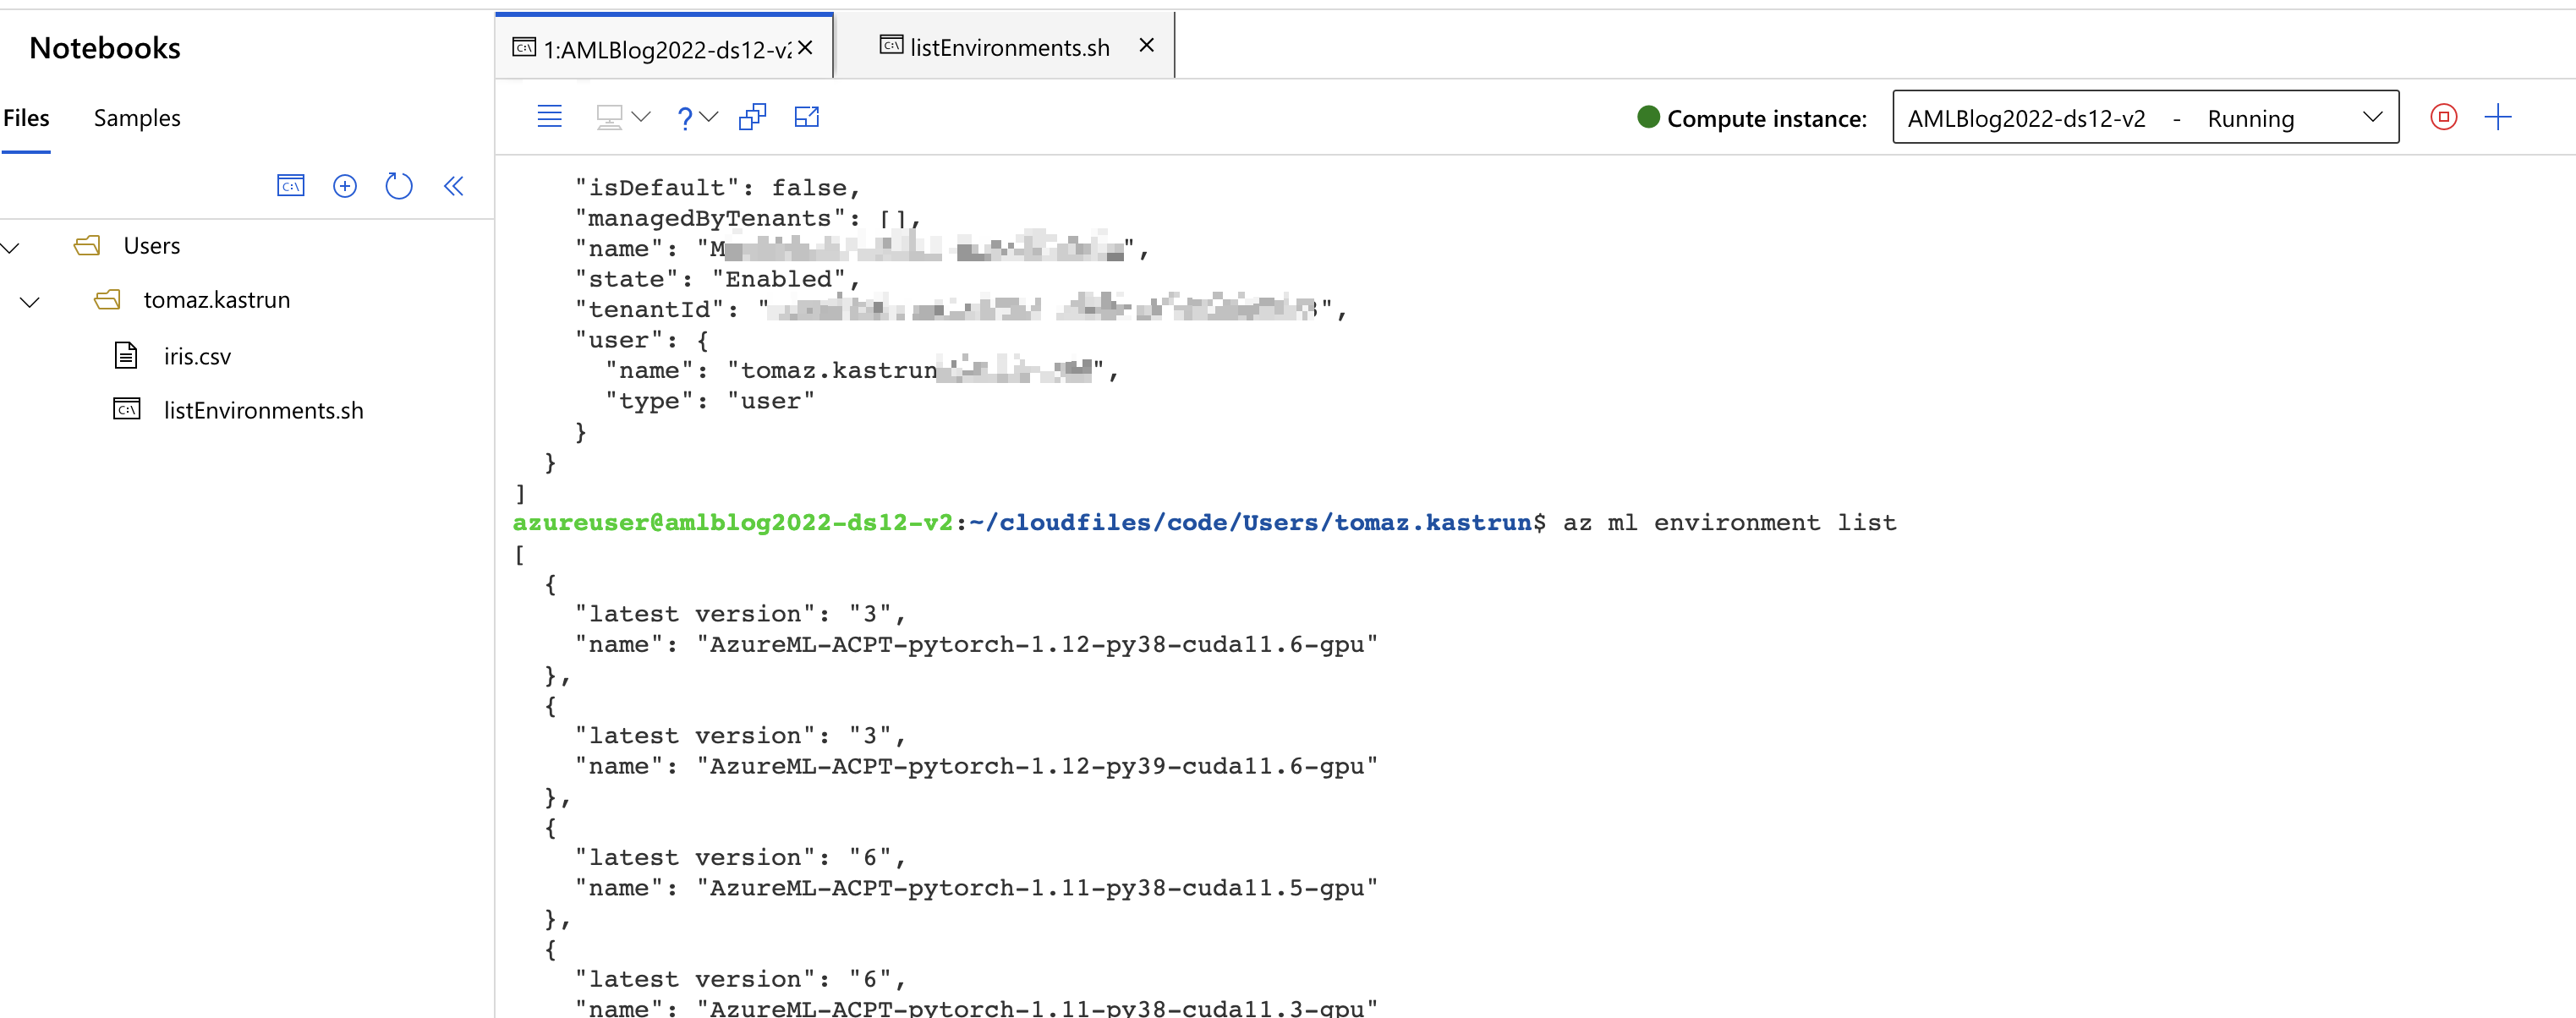 Notebooks
Files Samples
Users
tomaz.kastrun
iris.csv
listEnvironments.sh
1:AMLBlog2022-ds12-v2
listEnvironments.sh
Compute instance: AMLBlog2022-ds12-v2 - Running
"isDefault": false,
"managedByTenants": [],
"name": "M",
"state": "Enabled",
"tenantId": "",
"user": {
"name": "tomaz.kastrun",
"type": "user"
}
}
]
azureuser@amlblog2022-ds12-v2:~/cloudfiles/code/Users/tomaz.kastrun$ az ml environment list
[
{
"latest version": "3",
"name": "AzureML-ACPT-pytorch-1.12-py38-cuda11.6-gpu"
},
{
"latest version": "3",
"name": "AzureML-ACPT-pytorch-1.12-py39-cuda11.6-gpu"
},
{
"latest version": "6",
"name": "AzureML-ACPT-pytorch-1.11-py38-cuda11.5-gpu"
},
{
"latest version": "6",
"name": "AzureML-ACPT-pytorch-1.11-py38-cuda11.3-gpu"